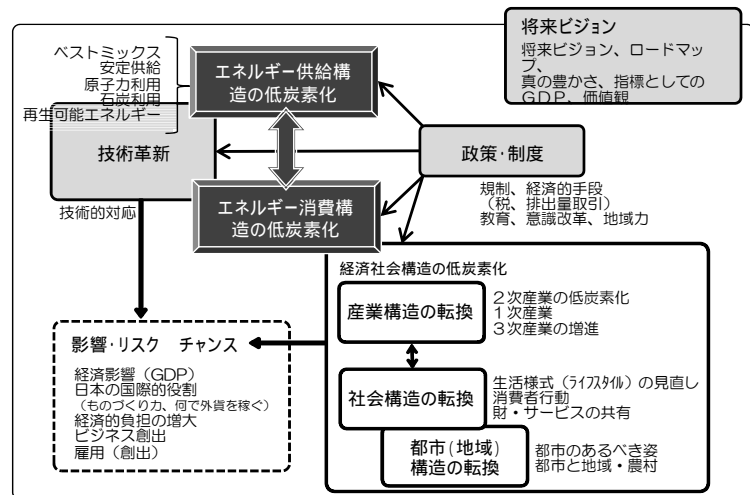 将来ビジョン
将来ビジョン、ロードマッ
プ、
真の豊かさ、指標としての
ＧＤＰ、価値観
ベストミックス
安定供給
原子力利用
石炭利用
再生可能エネルギー
エネルギー供給構
造の低炭素化
技術革新
政策・制度
エネルギー消費構
造の低炭素化
規制、経済的手段
（税、排出量取引）
教育、意識改革、地域力
技術的対応
経済社会構造の低炭素化
産業構造の転換
２次産業の低炭素化
１次産業
３次産業の増進
影響・リスク チャンス
経済影響（GDP）
日本の国際的役割
（ものづくり力、何で外貨を稼ぐ）
経済的負担の増大
ビジネス創出
雇用（創出）
社会構造の転換
生活様式（ﾗｲﾌｽﾀｲﾙ）の見直し
消費者行動
財・サービスの共有
都市(地域)
構造の転換
都市のあるべき姿
都市と地域・農村